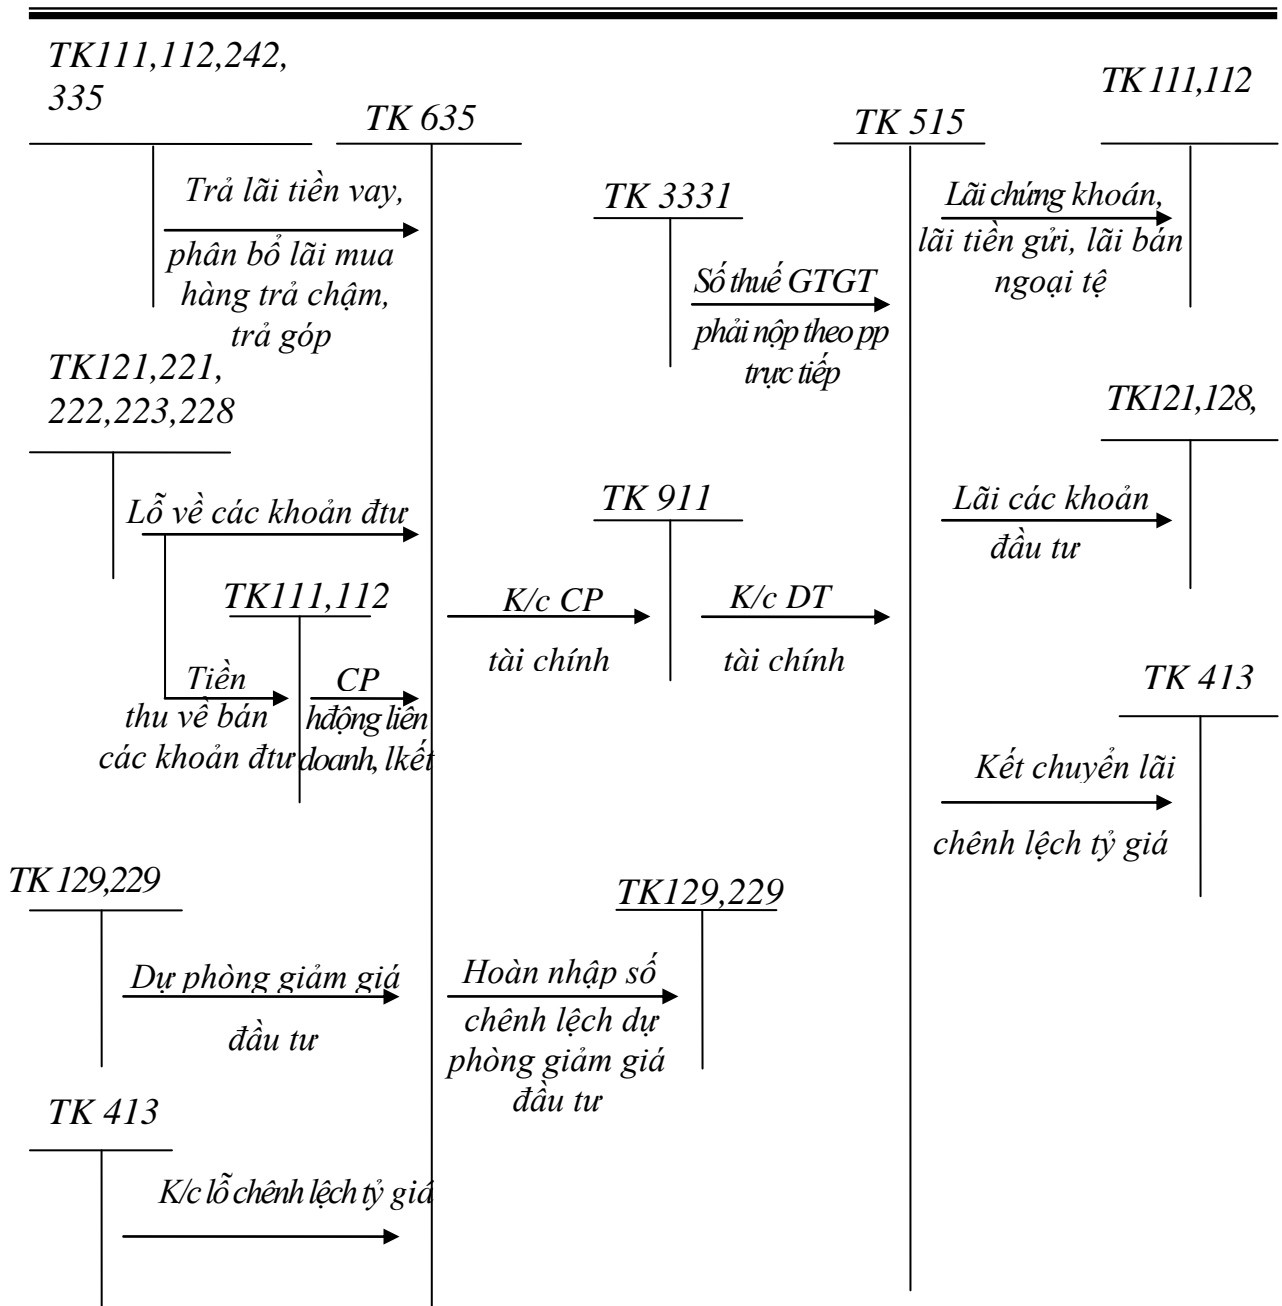 TK111,112,242,
335
TK 635
TK 515
TK 111,112
Trả lãi tiền vay,
phân bổ lãi mua
hàng trả chậm,
trả góp
TK 3331
Số thuế GTGT
phải nộp theo pp
trực tiếp
Lãi chứng khoán,
lãi tiền gửi, lãi bán
ngoại tệ
TK121,221,
222,223,228
TK121,128,
Lỗ về các khoản đtư
TK 911
Lãi các khoản
đầu tư
TK111,112
K/c CP
tài chính
K/c DT
tài chính
Tiền
thu về bán
các khoản đtư
CP
hđộng liên
doanh, lkết
TK 413
Kết chuyển lãi
chênh lệch tỷ giá
TK 129,229
TK129,229
Dự phòng giảm giá
đầu tư
Hoàn nhập số
chênh lệch dự
phòng giảm giá
đầu tư
TK 413
K/c lỗ chênh lệch tỷ giá